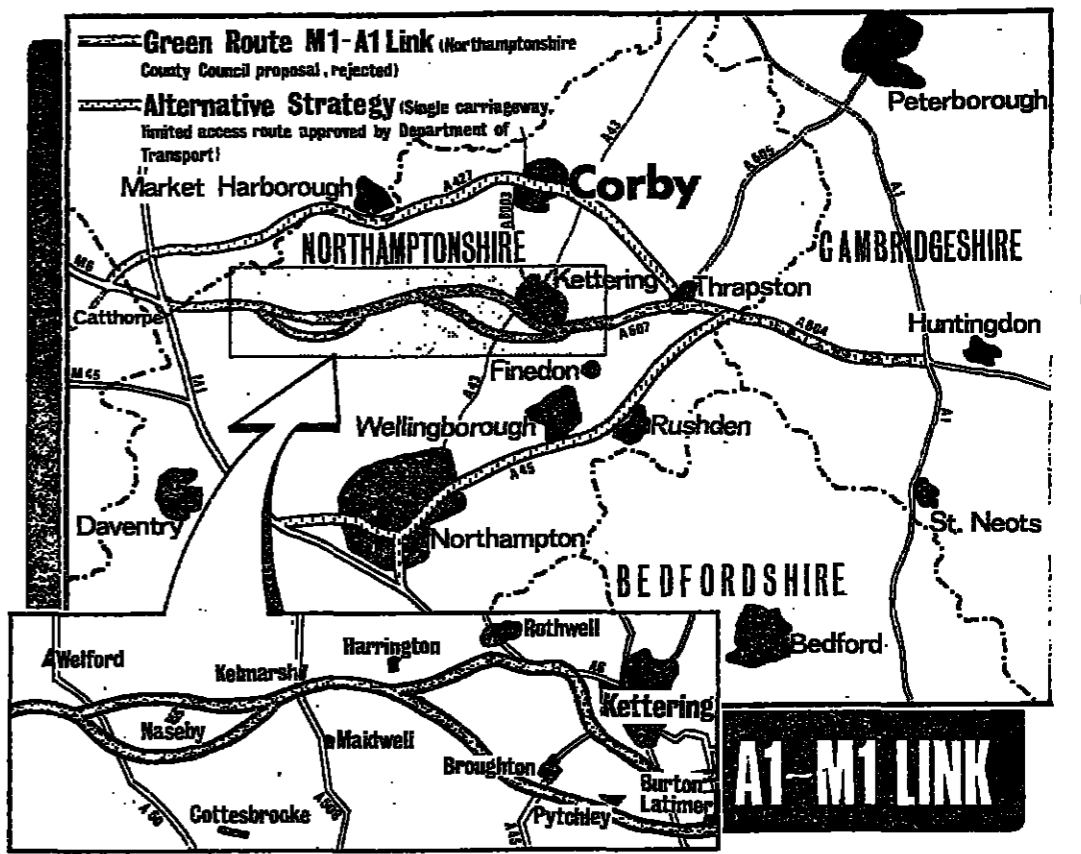 Green Route M1-A1 Link (Northamptonshire
County Council proposal, rejected)
Alternative Strategy (Single carriageway,
limited access route approved by Department of
Transport)
Peterborough
A43
A605
A1
Market Harborough
A427
Corby
A6003
NORTHAMPTONSHIRE
CAMBRIDGESHIRE
M6
Kettering
Thrapston
Catthorpe
A607
A604
Huntingdon
M45
M1
A43
Finedon
A1
Wellingborough
Rushden
A45
Daventry
Northampton
St. Neots
BEDFORDSHIRE
Bedford
Welford
Harrington
Rothwell
Kelmarsh
A6
Kettering
Naseby
Maidwell
Broughton
Burton
Latimer
A50
Cottesbrooke
A508
Pytchley
A1-M1 LINK